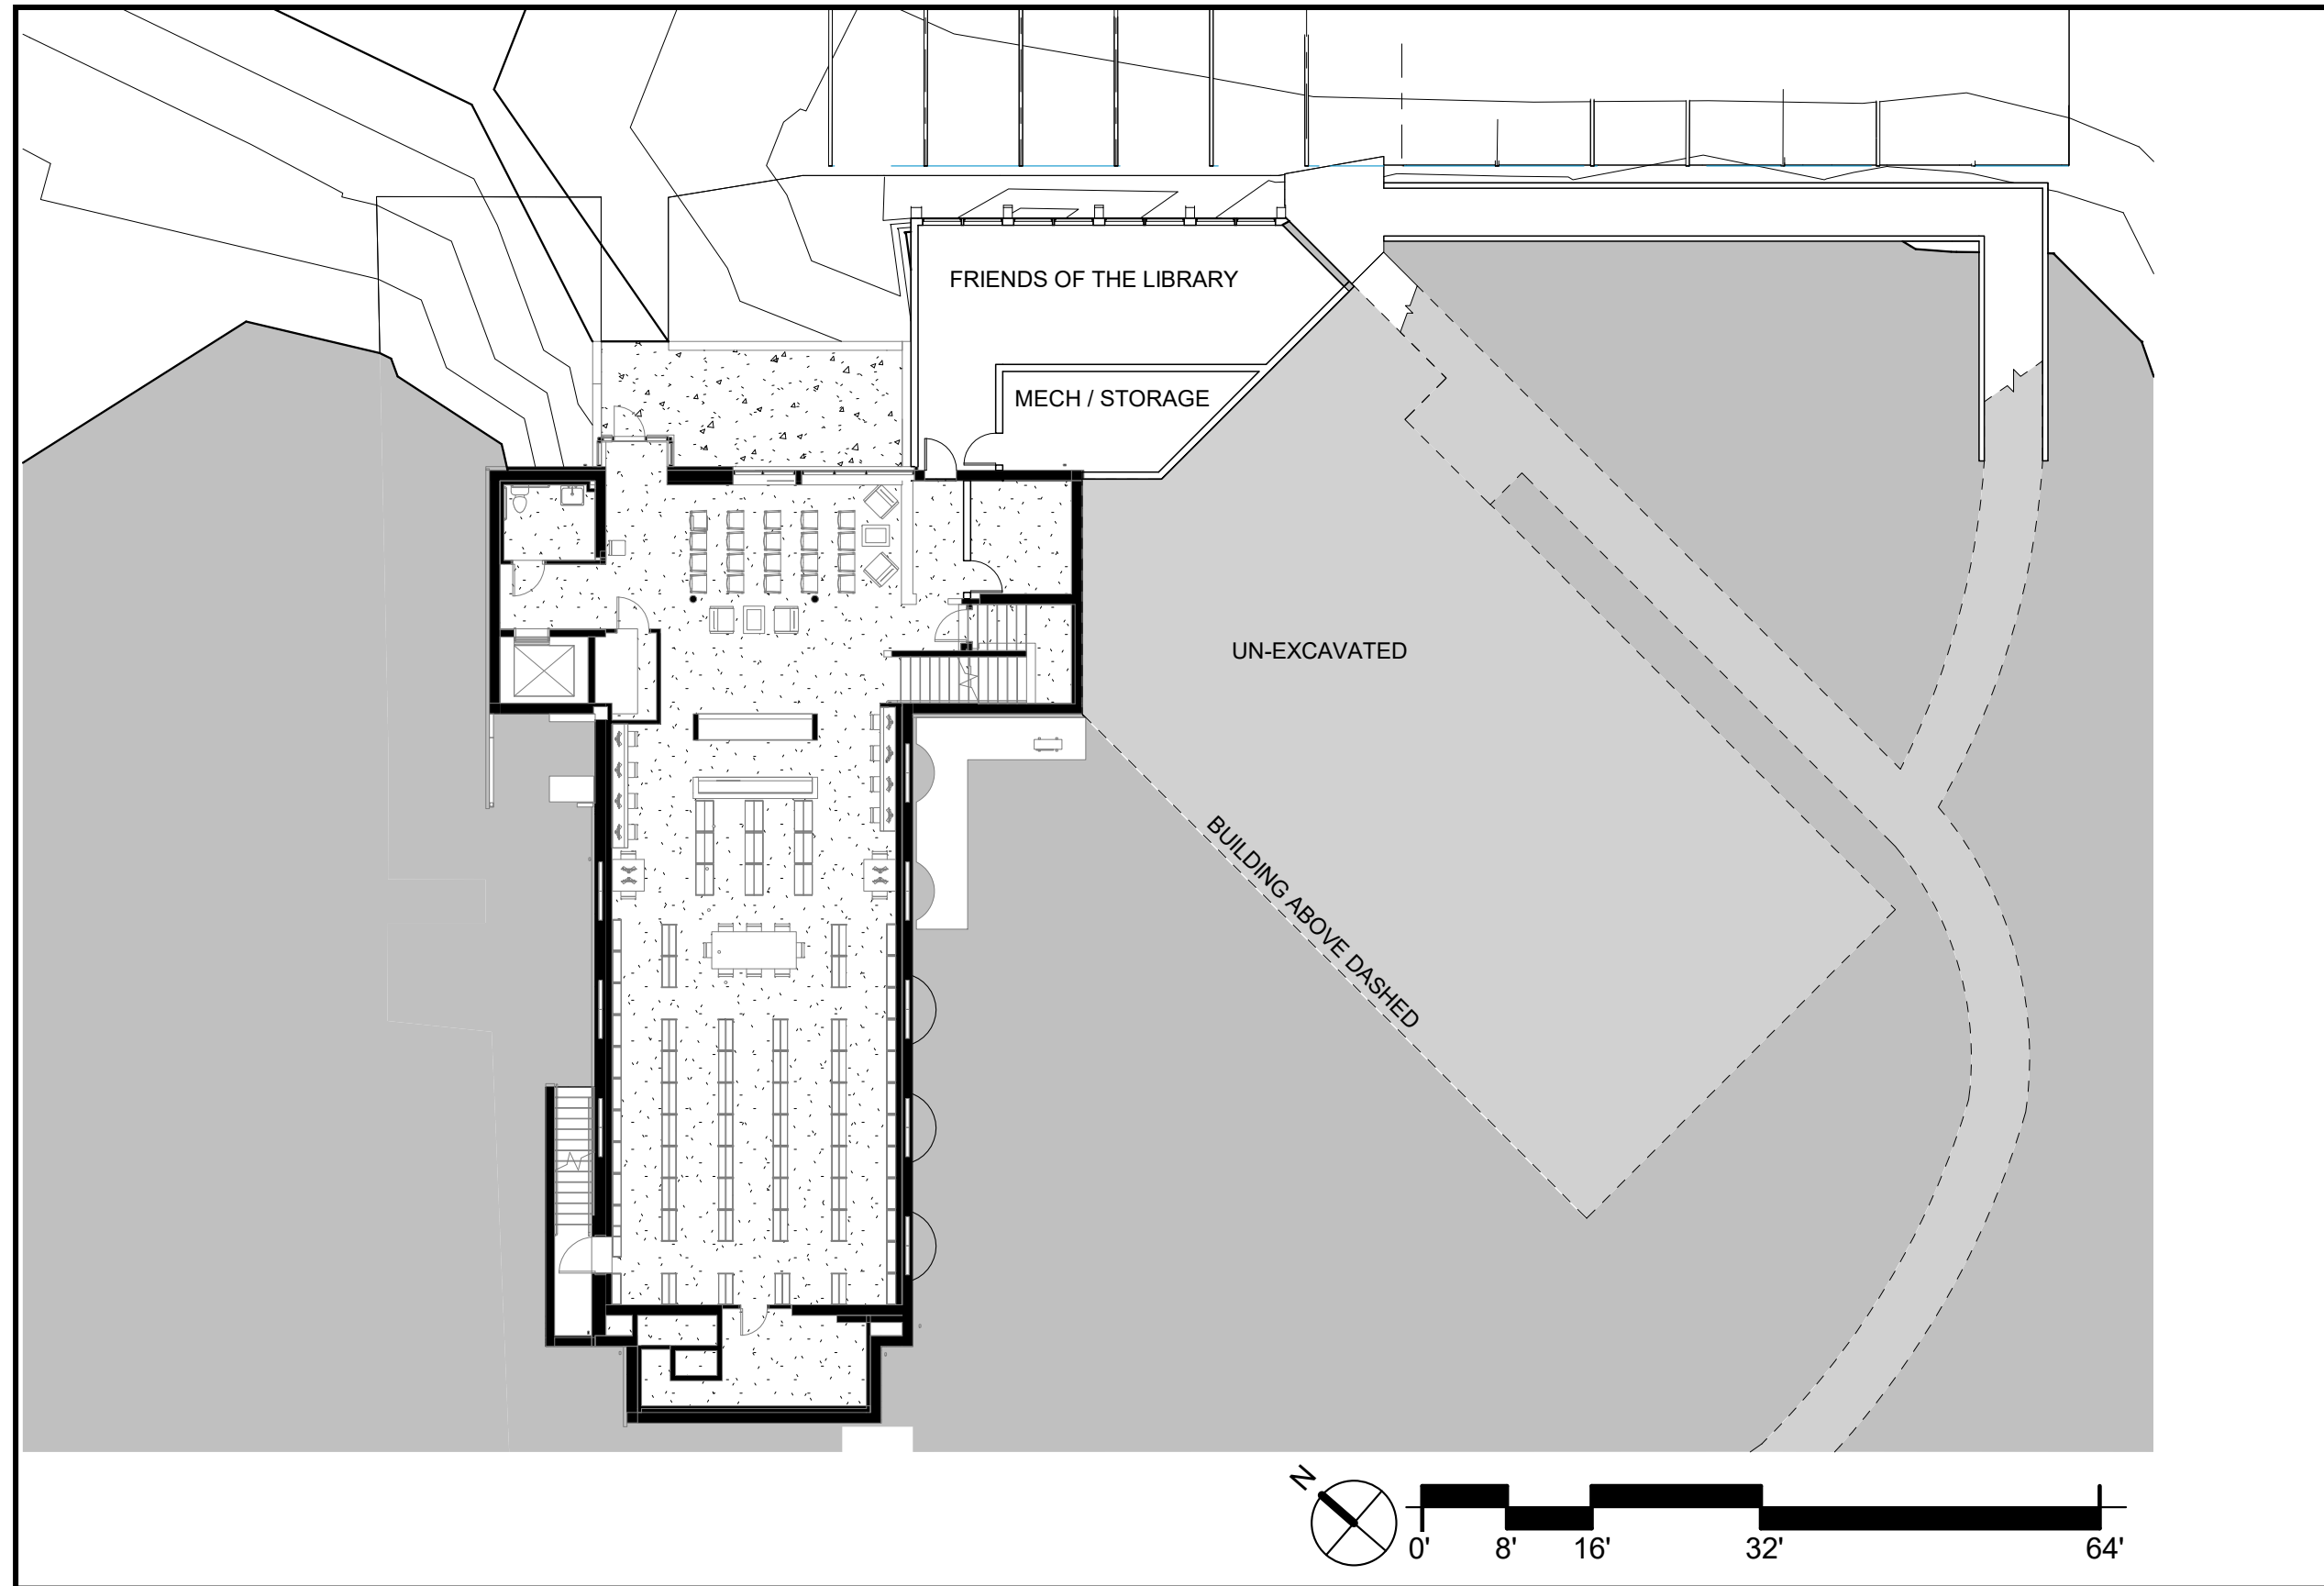 FRIENDS OF THE LIBRARY
MECH / STORAGE
UN-EXCAVATED
BUILDING ABOVE DASHED
N
0' 8' 16' 32' 64'